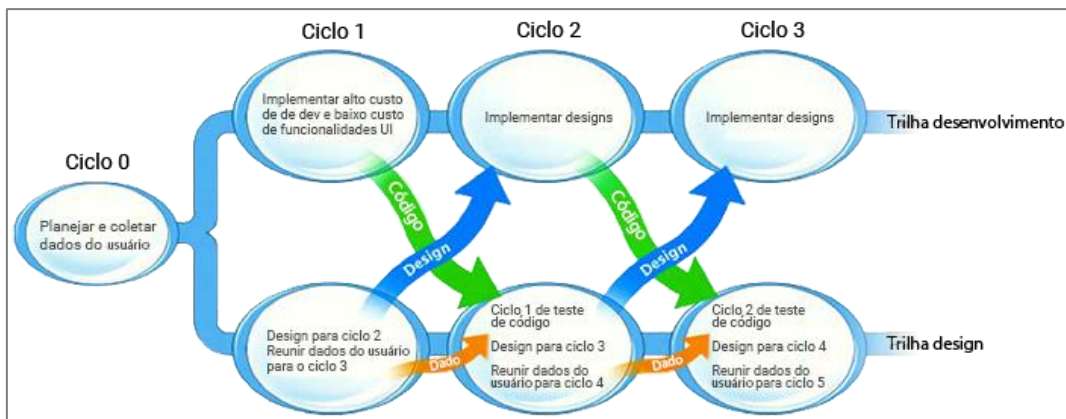 Ciclo 0
Planejar e coletar
dados do usuário
Ciclo 1
Implementar alto custo
de de dev e baixo custo
de funcionalidades UI
Ciclo 2
Implementar designs
Ciclo 3
Implementar designs
Trilha desenvolvimento
Código
Design
Código
Design
Design para ciclo 2
Reunir dados do usuário
para o ciclo 3
Dado
Ciclo 1 de teste
de código
Design para ciclo 3
Reunir dados do
usuário para ciclo 4
Dado
Ciclo 2 de teste
de código
Design para ciclo 4
Reunir dados do
usuário para ciclo 5
Trilha design